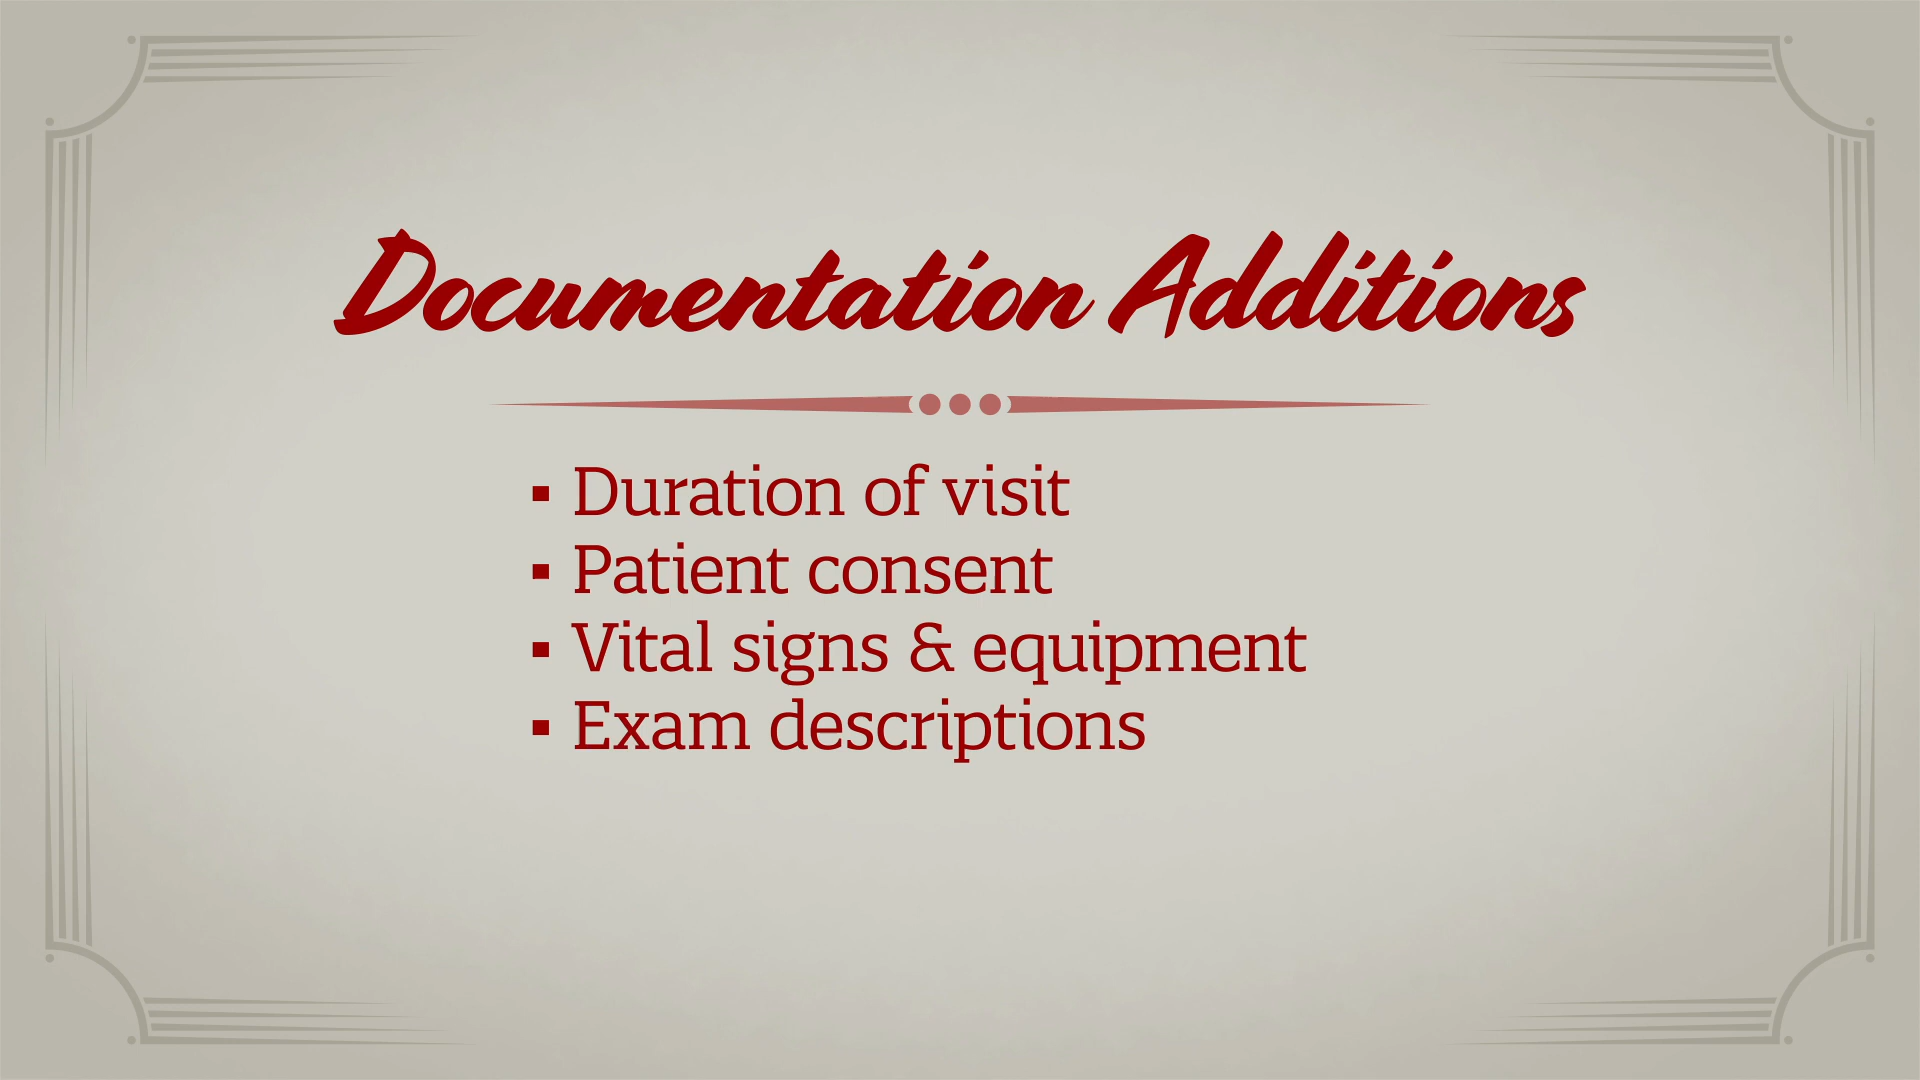 Documentation Additions
▪ Duration of visit
▪ Patient consent
▪ Vital signs & equipment
▪ Exam descriptions